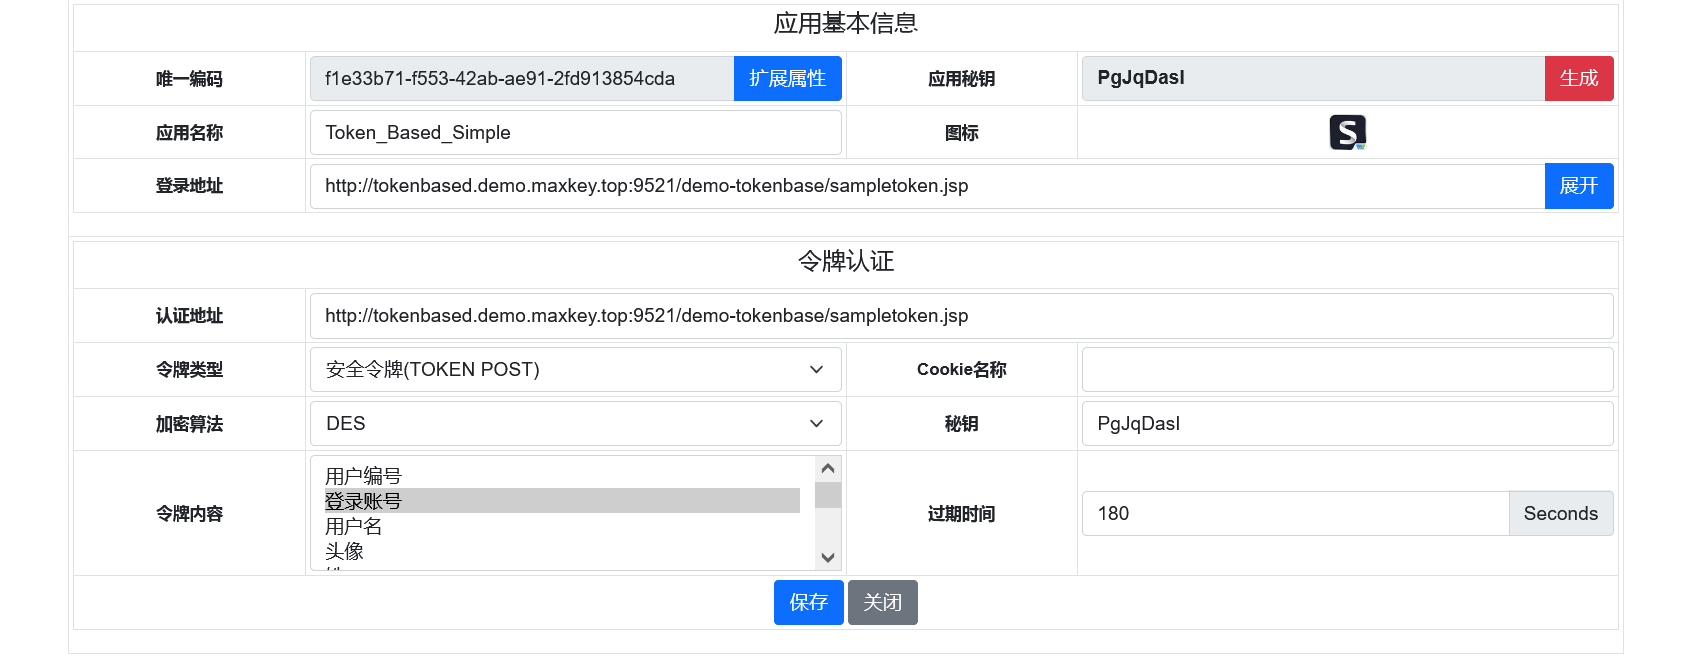 应用基本信息
唯一编码 f1e33b71-f553-42ab-ae91-2fd913854cda 扩展属性 应用秘钥 PgJqDasI 生成
应用名称 Token_Based_Simple 图标 S
登录地址 http://tokenbased.demo.maxkey.top:9521/demo-tokenbase/sampletoken.jsp 展开
令牌认证
认证地址 http://tokenbased.demo.maxkey.top:9521/demo-tokenbase/sampletoken.jsp
令牌类型 安全令牌(TOKEN POST) Cookie名称
加密算法 DES 秘钥 PgJqDasI
用户编号
登录账号
令牌内容 用户名 过期时间 180 Seconds
头像
保存 关闭